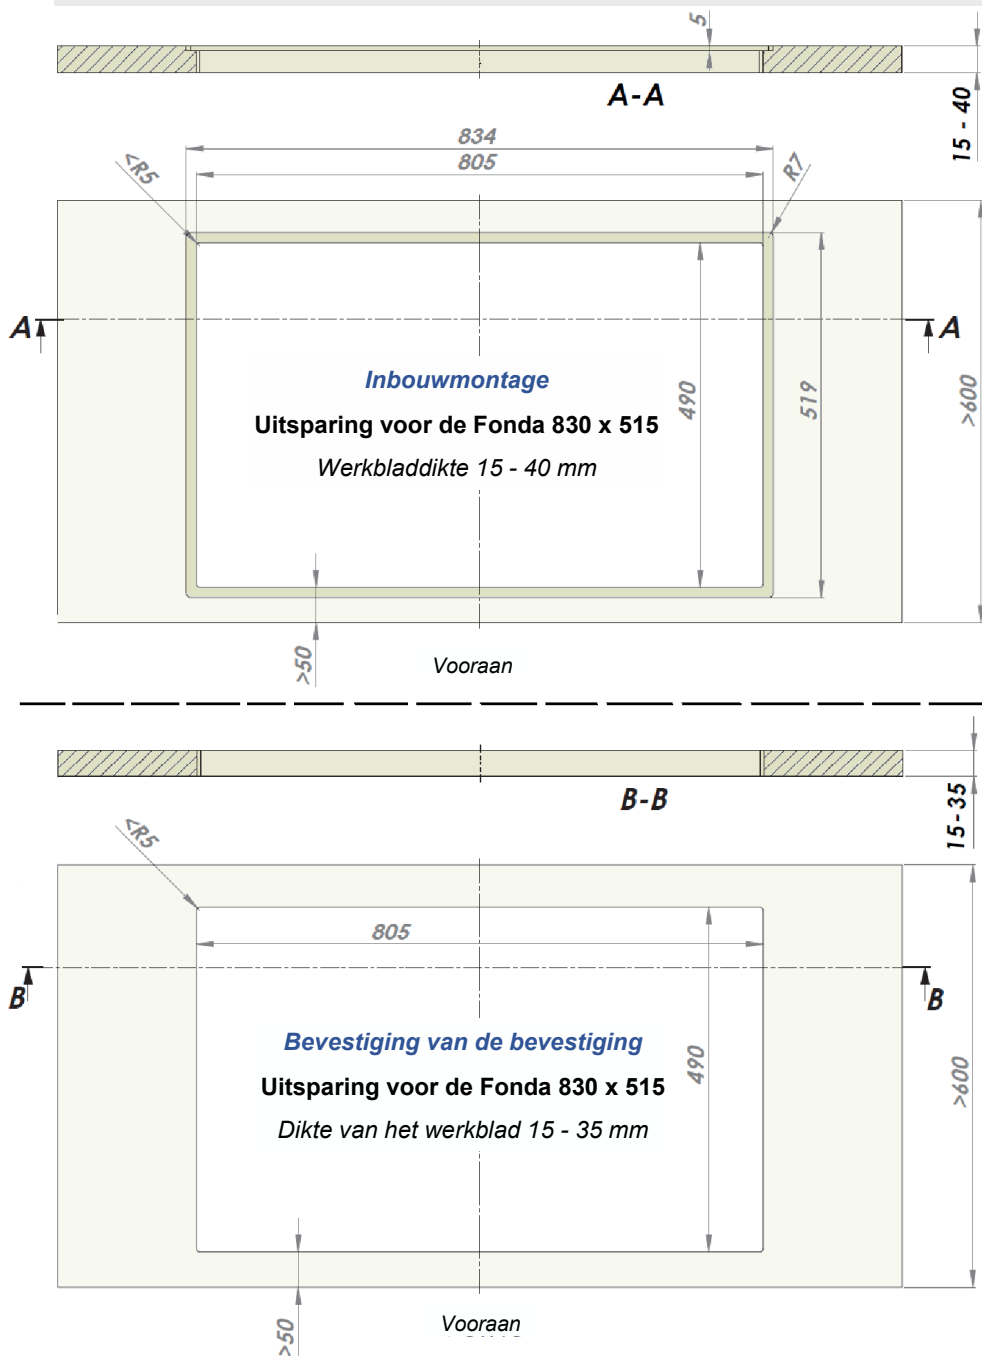 5
A-A
15 - 40
834
805
<R5
R7
A
A
Inbouwmontage
Uitsparing voor de Fonda 830 x 515
Werkbladdikte 15 - 40 mm
490
519
>600
>50
Vooraan
B-B
15-35
<R5
805
B
B
Bevestiging van de bevestiging
Uitsparing voor de Fonda 830 x 515
Dikte van het werkblad 15 - 35 mm
490
>600
>50
Vooraan